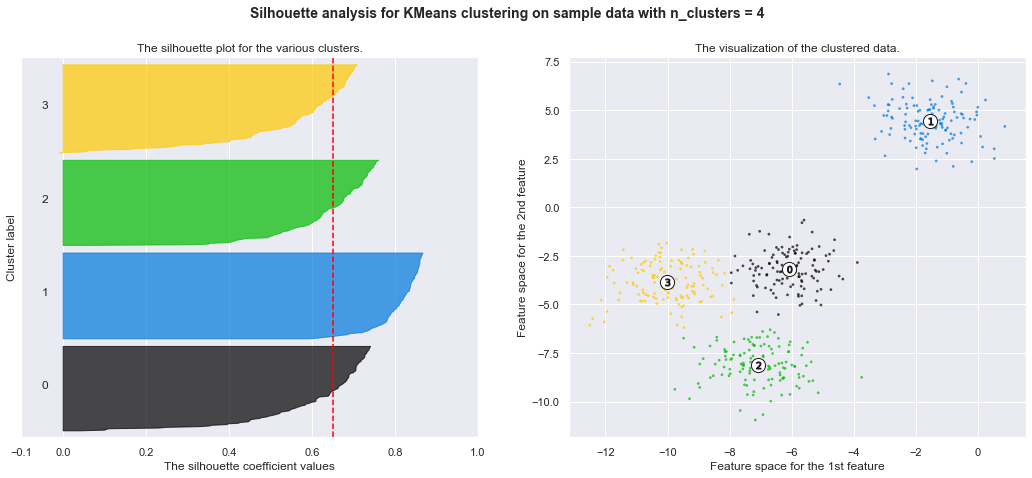 Silhouette analysis for KMeans clustering on sample data with n_clusters = 4
The silhouette plot for the various clusters.
Cluster label
3
2
1
0
−0.1 0.0 0.2 0.4 0.6 0.8 1.0
The silhouette coefficient values
The visualization of the clustered data.
Feature space for the 2nd feature
7.5
5.0
2.5
0.0
−2.5
−5.0
−7.5
−10.0
1
0
3
2
−12 −10 −8 −6 −4 −2 0
Feature space for the 1st feature